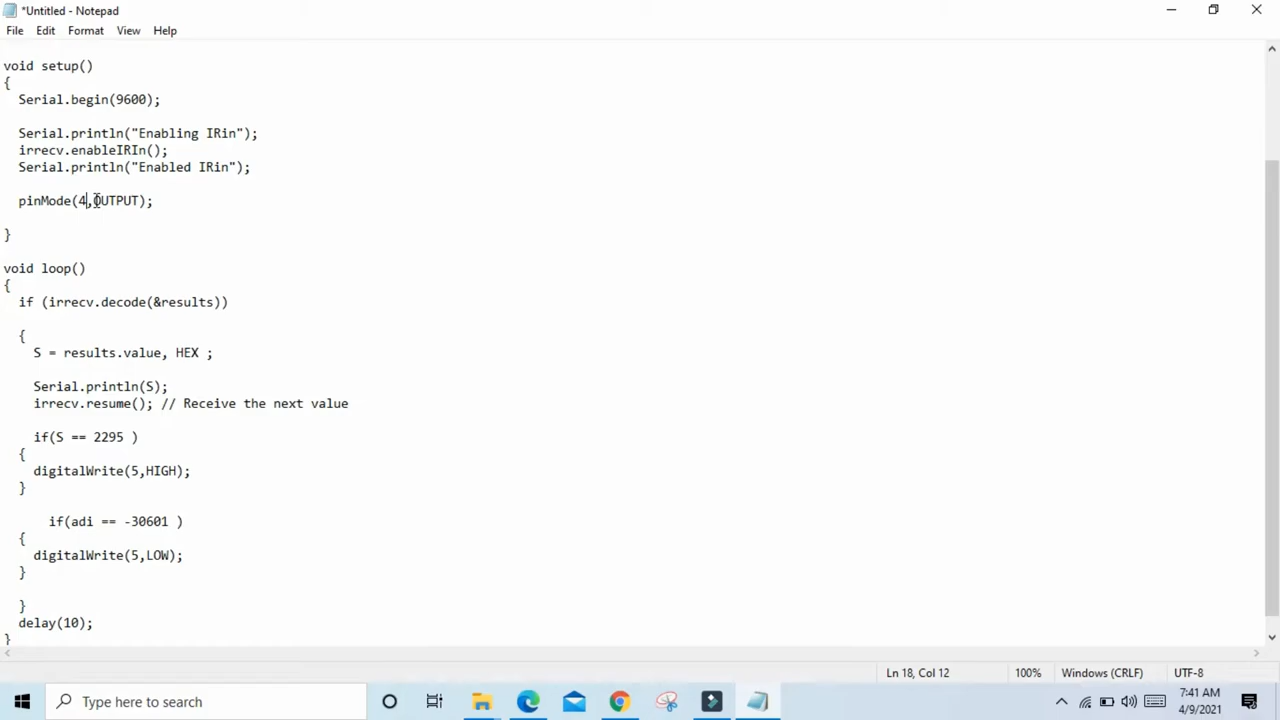 *Untitled - Notepad
File Edit Format View Help
void setup()
{
Serial.begin(9600);
Serial.println("Enabling IRin");
irrecv.enableIRIn();
Serial.println("Enabled IRin");
pinMode(4,OUTPUT);
}
void loop()
{
if (irrecv.decode(&results))
{
S = results.value, HEX ;
Serial.println(S);
irrecv.resume(); // Receive the next value
if(S == 2295 )
{
digitalWrite(5,HIGH);
}
if(adi == -30601 )
{
digitalWrite(5,LOW);
}
}
delay(10);
}
Ln 18, Col 12 100% Windows (CRLF) UTF-8
Type here to search
7:41 AM
4/9/2021